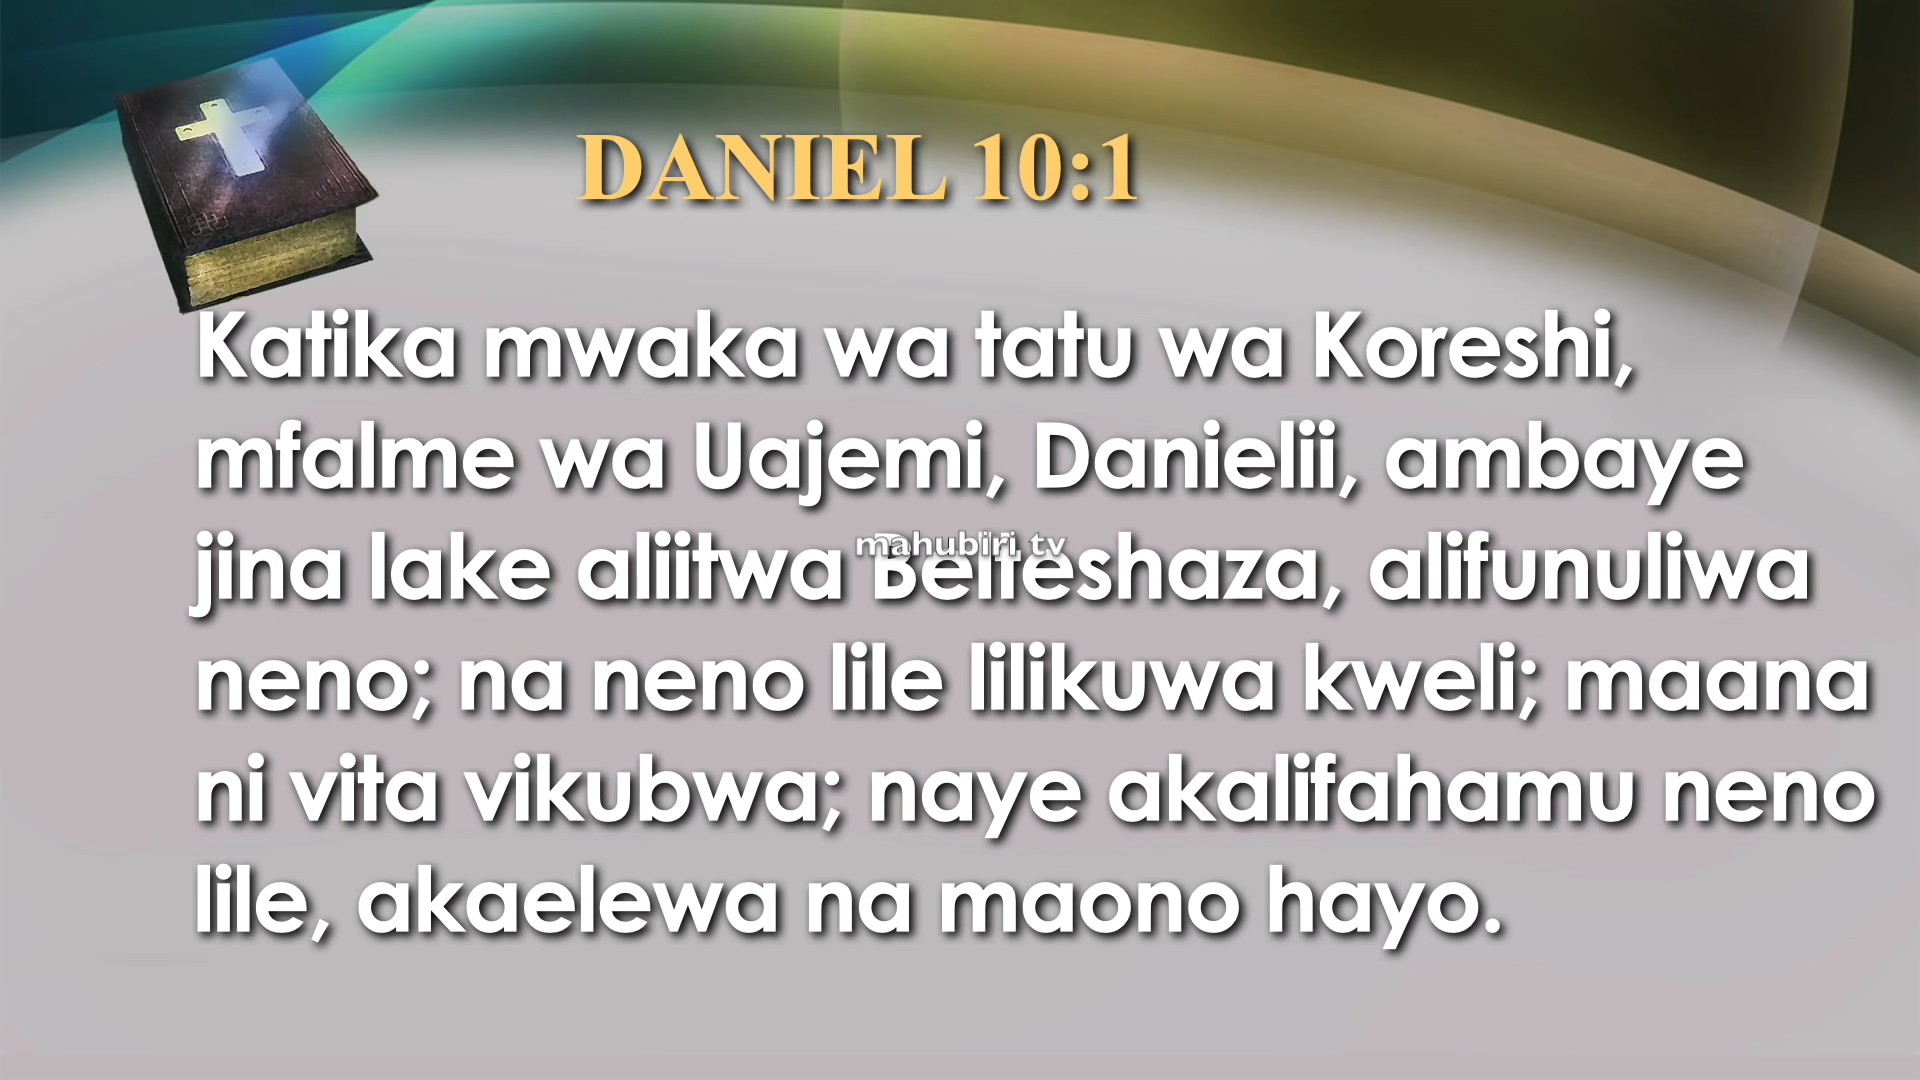 DANIEL 10:1
Katika mwaka wa tatu wa Koreshi,
mfalme wa Uajemi, Danielii, ambaye
jina lake aliitwa Belteshaza, alifunuliwa
mahubiri tv
neno; na neno lile lilikuwa kweli; maana
ni vita vikubwa; naye akalifahamu neno
lile, akaelewa na maono hayo.